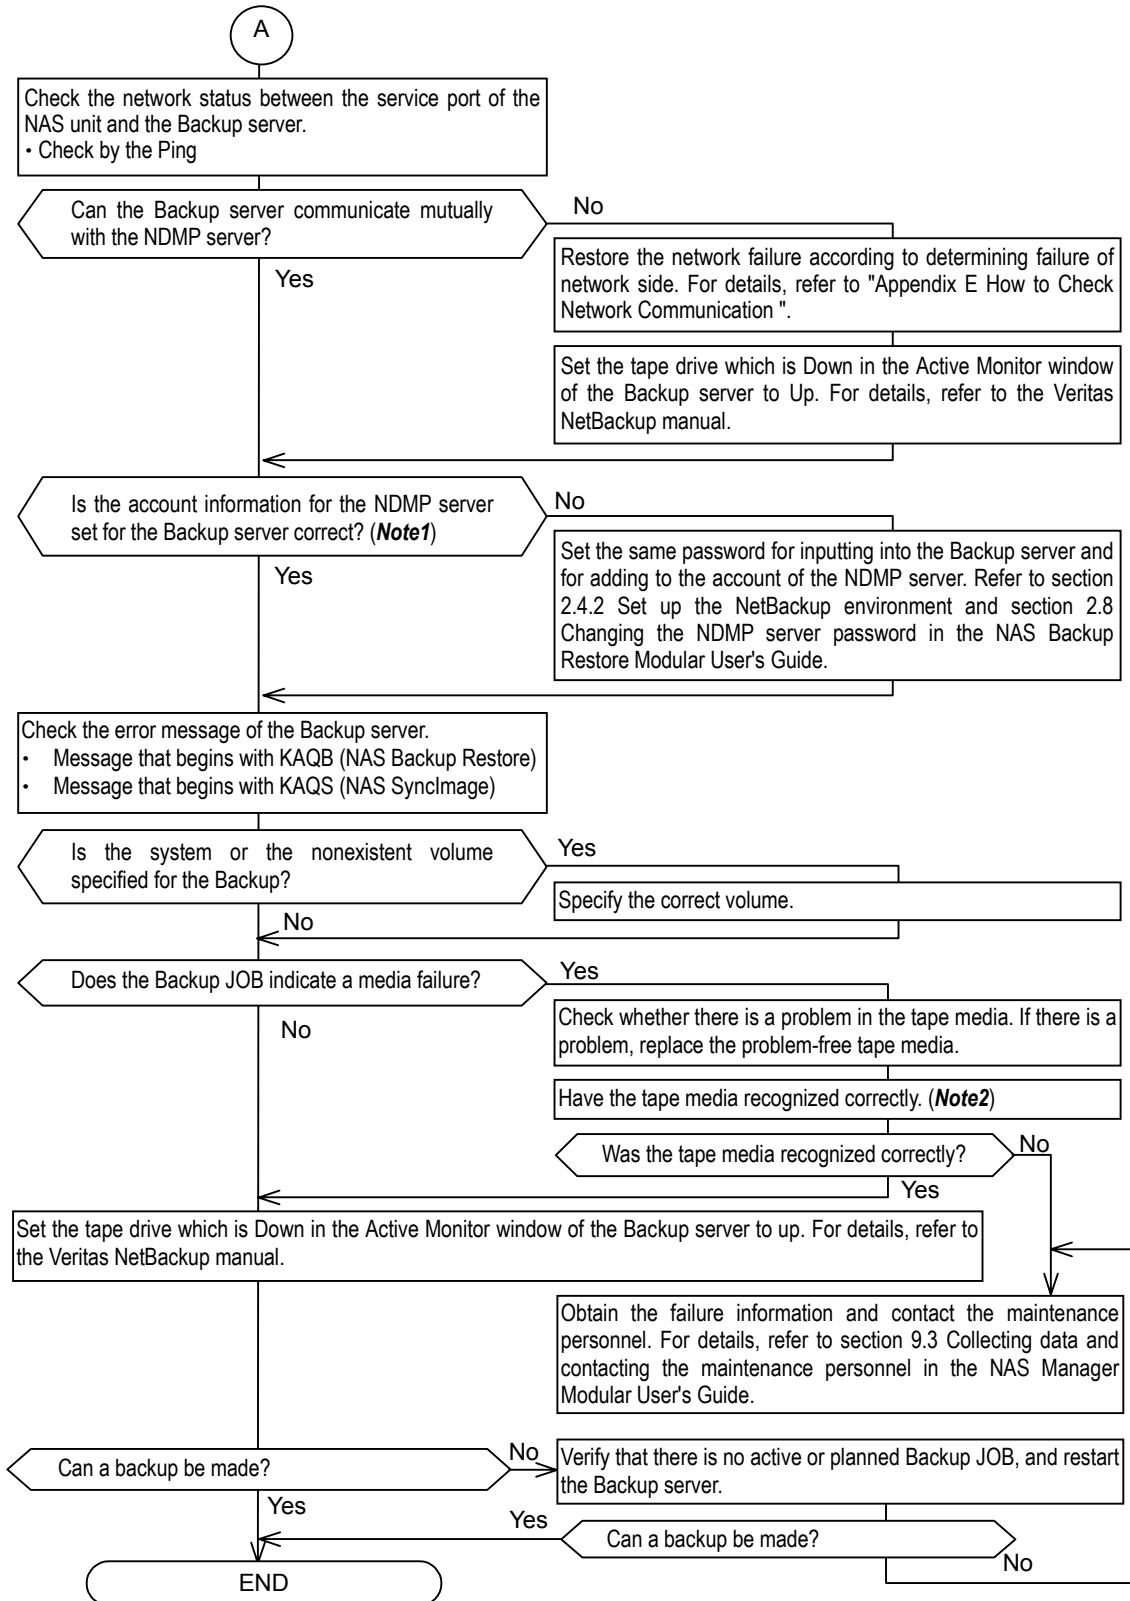 A
Check the network status between the service port of the
NAS unit and the Backup server.
・Check by the Ping
Can the Backup server communicate mutually
with the NDMP server?
No
Yes
Restore the network failure according to determining failure of
network side. For details, refer to "Appendix E How to Check
Network Communication ".
Set the tape drive which is Down in the Active Monitor window
of the Backup server to Up. For details, refer to the Veritas
NetBackup manual.
Is the account information for the NDMP server
set for the Backup server correct? (Note1)
No
Yes
Set the same password for inputting into the Backup server and
for adding to the account of the NDMP server. Refer to section
2.4.2 Set up the NetBackup environment and section 2.8
Changing the NDMP server password in the NAS Backup
Restore Modular User's Guide.
Check the error message of the Backup server.
・ Message that begins with KAQB (NAS Backup Restore)
・ Message that begins with KAQS (NAS SyncImage)
Is the system or the nonexistent volume
specified for the Backup?
Yes
Specify the correct volume.
No
Does the Backup JOB indicate a media failure?
Yes
No
Check whether there is a problem in the tape media. If there is a
problem, replace the problem-free tape media.
Have the tape media recognized correctly. (Note2)
Was the tape media recognized correctly?
No
Yes
Set the tape drive which is Down in the Active Monitor window of the Backup server to up. For details, refer to
the Veritas NetBackup manual.
Obtain the failure information and contact the maintenance
personnel. For details, refer to section 9.3 Collecting data and
contacting the maintenance personnel in the NAS Manager
Modular User's Guide.
Can a backup be made?
No
Verify that there is no active or planned Backup JOB, and restart
the Backup server.
Yes
Yes
Can a backup be made?
No
END